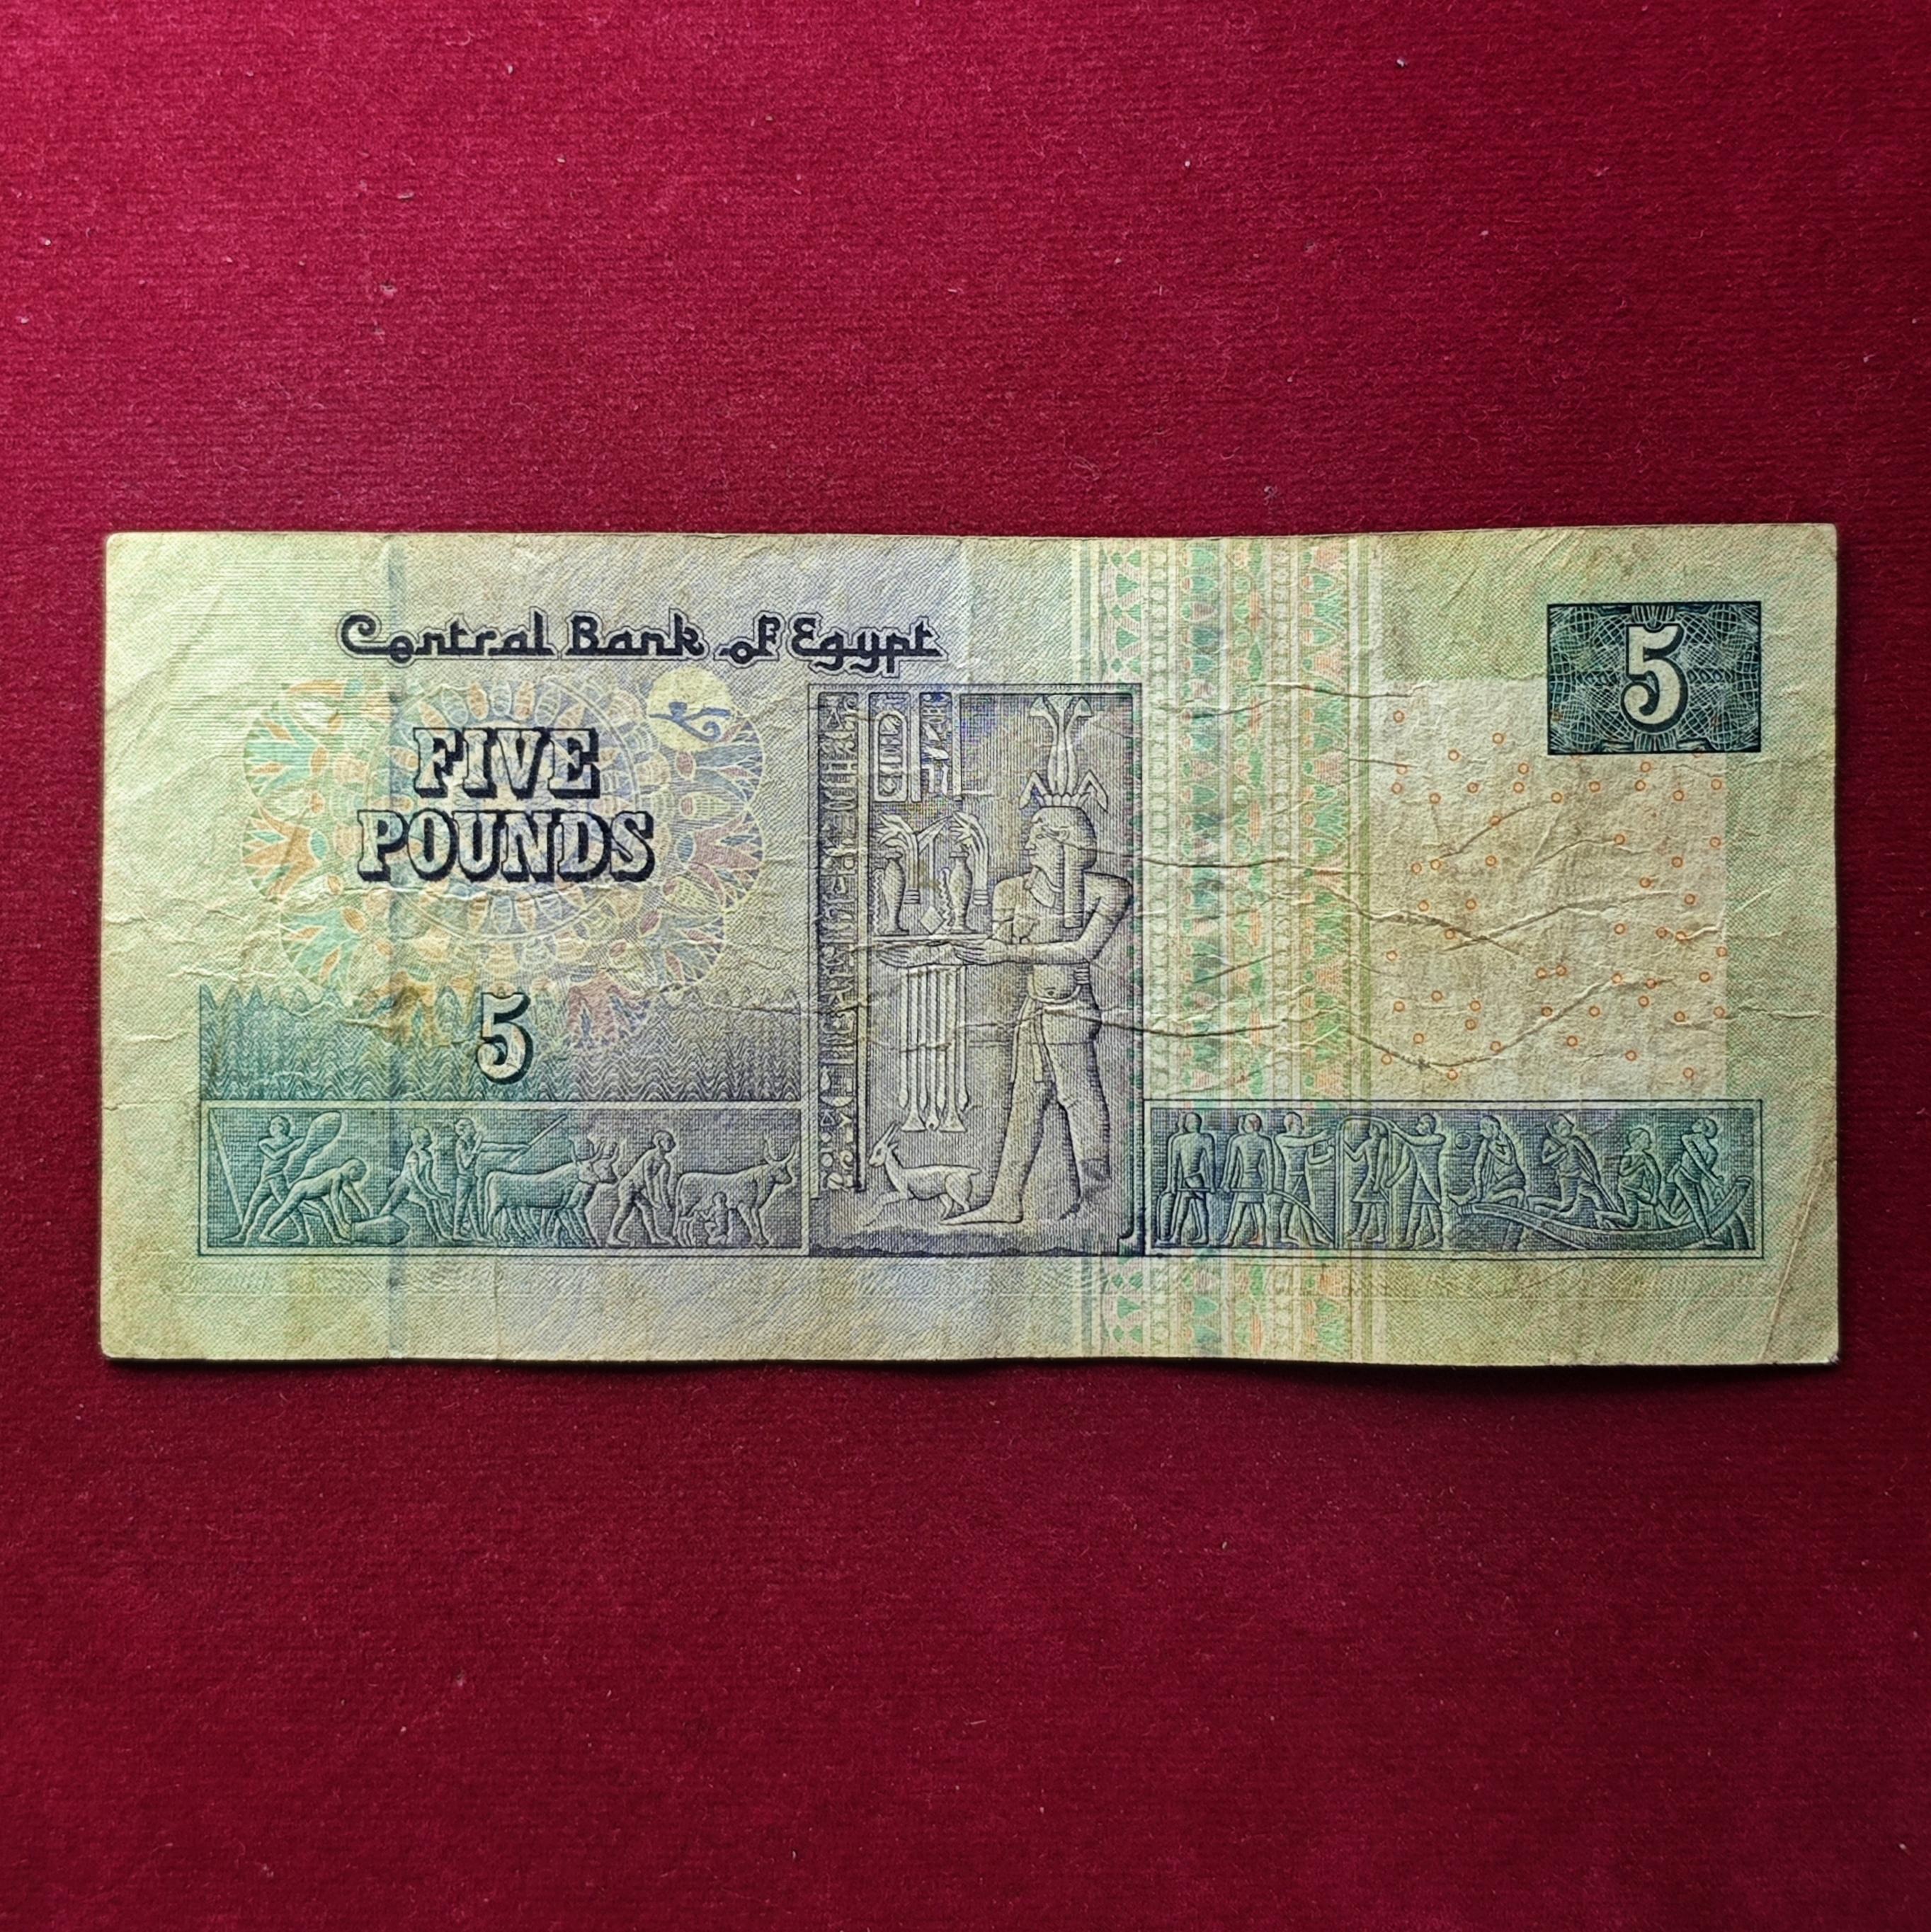 Central Bank of Egypt
5
FIVE
POUNDS
5